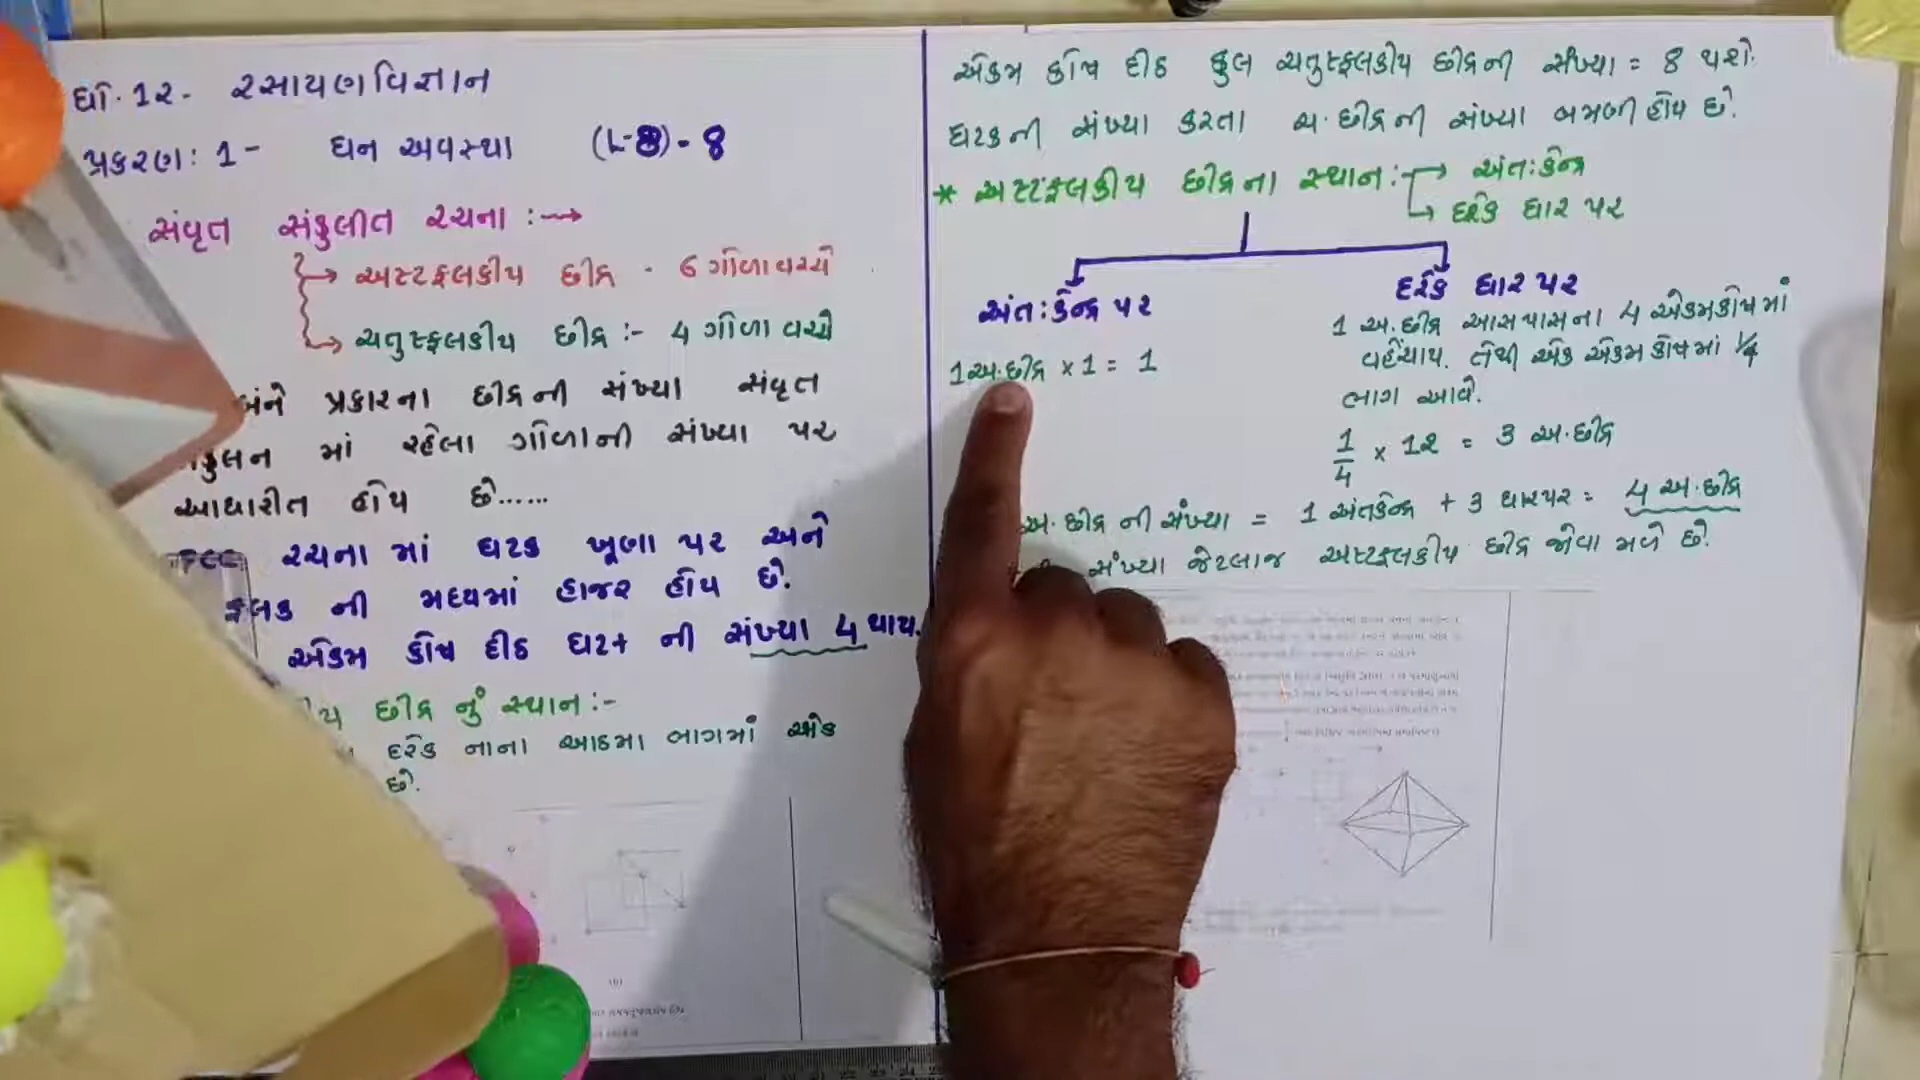 ધો.12- રસાયણવિજ્ઞાન
પ્રકરણ: 1- ઘન અવસ્થા (L-8)-8
સંવૃત સંકુલીત રચના :→
→ અષ્ટફલકીય છીદ્ર - 6 ગોળા વચ્ચે
→ ચતુષ્ફલકીય છીદ્ર :- 4 ગોળા વચ્ચે
બંને પ્રકારના છીદ્રની સંખ્યા સંવૃત
માં રહેલા ગોળાની સંખ્યા પર
આધારીત હોય છે......
FCC રચના માં ઘટક ખૂણા પર અને
ફલક ની મધ્યમાં હાજર હોય છે.
એકમ કોષ દીઠ ઘટક ની સંખ્યા 4 થાય.
છીદ્ર નું સ્થાન :-
દરેક નાના આઠમા ભાગમાં એક
છે.
એકમ કોષ દીઠ કુલ ચતુષ્ફલકીય છીદ્રની સંખ્યા = 8 થશે.
ઘટકની સંખ્યા કરતા ચ.છીદ્રની સંખ્યા બમણી હોય છે.
* અષ્ટફલકીય છીદ્રના સ્થાન :→ અંતઃકેન્દ્ર
→ દરેક ધાર પર
અંતઃકેન્દ્ર પર
1 અ.છીદ્ર × 1 = 1
દરેક ધાર પર
1 અ.છીદ્ર આસપાસના 4 એકમકોષમાં
વહેંચાય. તેથી એક એકમ કોષમાં 1/4
ભાગ આવે.
1/4 × 12 = 3 અ.છીદ્ર
અ.છીદ્ર ની સંખ્યા = 1 અંતકેન્દ્ર + 3 ધારપર = 4 અ.છીદ્ર
સંખ્યા જેટલાજ અષ્ટફલકીય છીદ્ર જોવા મળે છે.